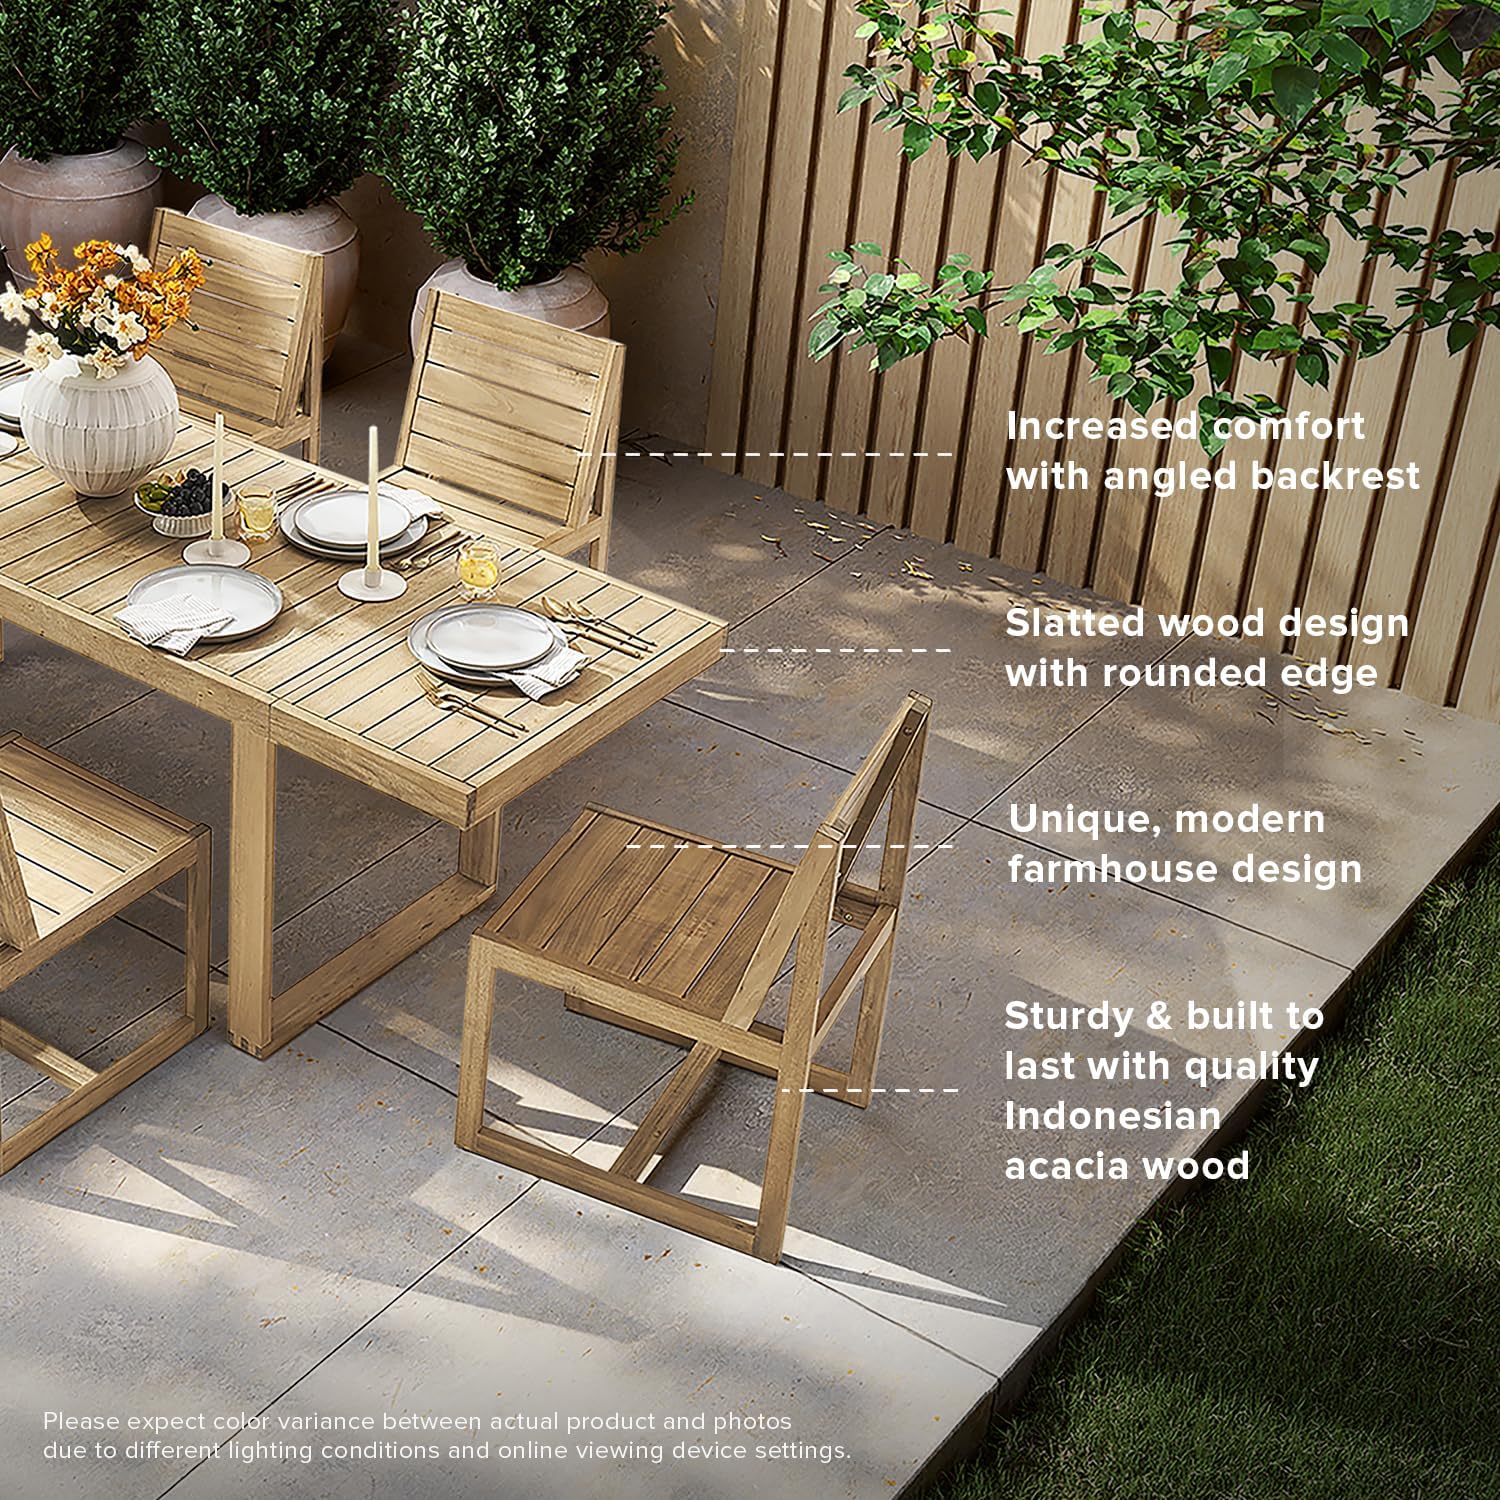 Increased comfort
with angled backrest
Slatted wood design
with rounded edge
Unique, modern
farmhouse design
Sturdy & built to
last with quality
Indonesian
acacia wood
Please expect color variance between actual product and photos
due to different lighting conditions and online viewing device settings.